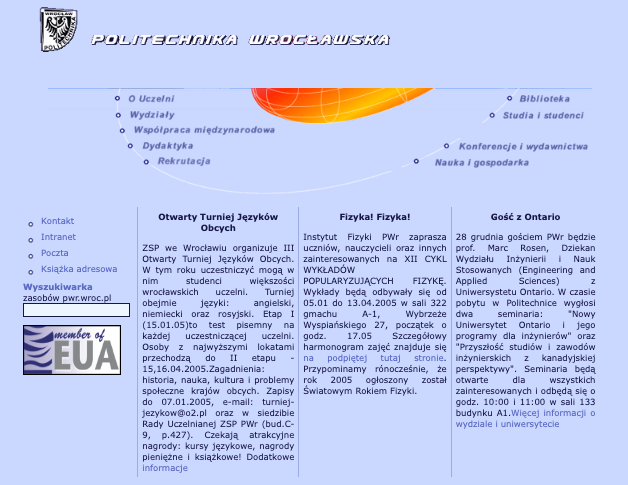 POLITECHNIKA WROCŁAWSKA
O Uczelni
Wydziały
Współpraca międzynarodowa
Dydaktyka
Rekrutacja
Biblioteka
Studia i studenci
Konferencje i wydawnictwa
Nauka i gospodarka
Kontakt
Intranet
Poczta
Książka adresowa
Wyszukiwarka
zasobów pwr.wroc.pl
member of
EUA
Otwarty Turniej Języków
Obcych
ZSP we Wrocławiu organizuje III
Otwarty Turniej Języków Obcych.
W tym roku uczestniczyć mogą w
nim studenci większości
wrocławskich uczelni. Turniej
obejmie języki: angielski,
niemiecki oraz rosyjski. Etap I
(15.01.05)to test pisemny na
każdej uczestniczącej uczelni.
Osoby z najwyższymi lokatami
przechodzą do II etapu -
15,16.04.2005.Zagadnienia:
historia, nauka, kultura i problemy
społeczne krajów obcych. Zapisy
do 07.01.2005, e-mail: turniej-
jezykow@o2.pl oraz w siedzibie
Rady Uczelnianej ZSP PWr (bud.C-
9, p.427). Czekają atrakcyjne
nagrody: kursy językowe, nagrody
pieniężne i książkowe! Dodatkowe
informacje
Fizyka! Fizyka!
Instytut Fizyki PWr zaprasza
uczniów, nauczycieli oraz innych
zainteresowanych na XII CYKL
WYKŁADÓW
POPULARYZUJĄCYCH FIZYKĘ.
Wykłady będą odbywały się od
05.01 do 13.04.2005 w sali 322
gmachu A-1, Wybrzeże
Wyspiańskiego 27, początek o
godz. 17.05 Szczegółowy
harmonogram zajęć znajduje się
na podpiętej tutaj stronie.
Przypominamy rónocześnie, że
rok 2005 ogłoszony został
Światowym Rokiem Fizyki.
Gość z Ontario
28 grudnia gościem PWr będzie
prof. Marc Rosen, Dziekan
Wydziału Inżynierii i Nauk
Stosowanych (Engineering and
Applied Sciences) z
Uniwersystetu Ontario. W czasie
pobytu w Politechnice wygłosi
dwa seminaria: "Nowy
Uniwersytet Ontario i jego
programy dla inżynierów" oraz
"Przyszłość studiów i zawodów
inżynierskich z kanadyjskiej
perspektywy". Seminaria będą
otwarte dla wszystkich
zainteresowanych i odbędą się o
godz. 10:00 i 11:00 w sali 133
budynku A1.Więcej informacji o
wydziale i uniwersytecie